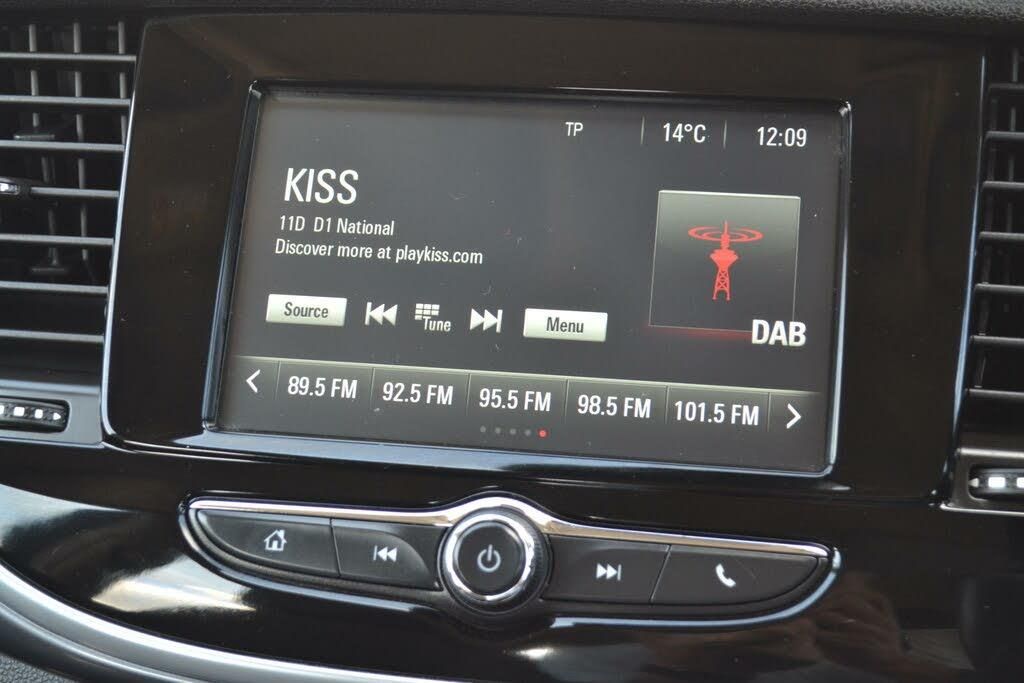 TP 14°C 12:09
KISS
11D D1 National
Discover more at playkiss.com
Source Tune Menu
DAB
89.5 FM 92.5 FM 95.5 FM 98.5 FM 101.5 FM